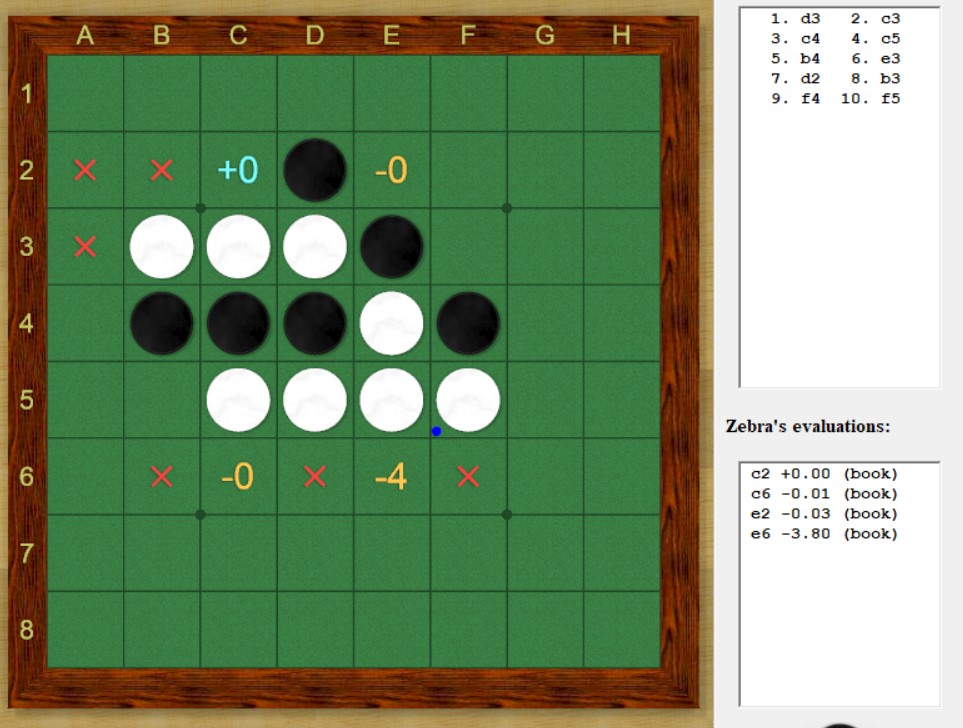 A B C D E F G H
1
2 +0 -0
3
4
5
6 -0 -4
7
8
1. d3 2. c3
3. c4 4. c5
5. b4 6. e3
7. d2 8. b3
9. f4 10. f5
Zebra's evaluations:
c2 +0.00 (book)
c6 -0.01 (book)
e2 -0.03 (book)
e6 -3.80 (book)